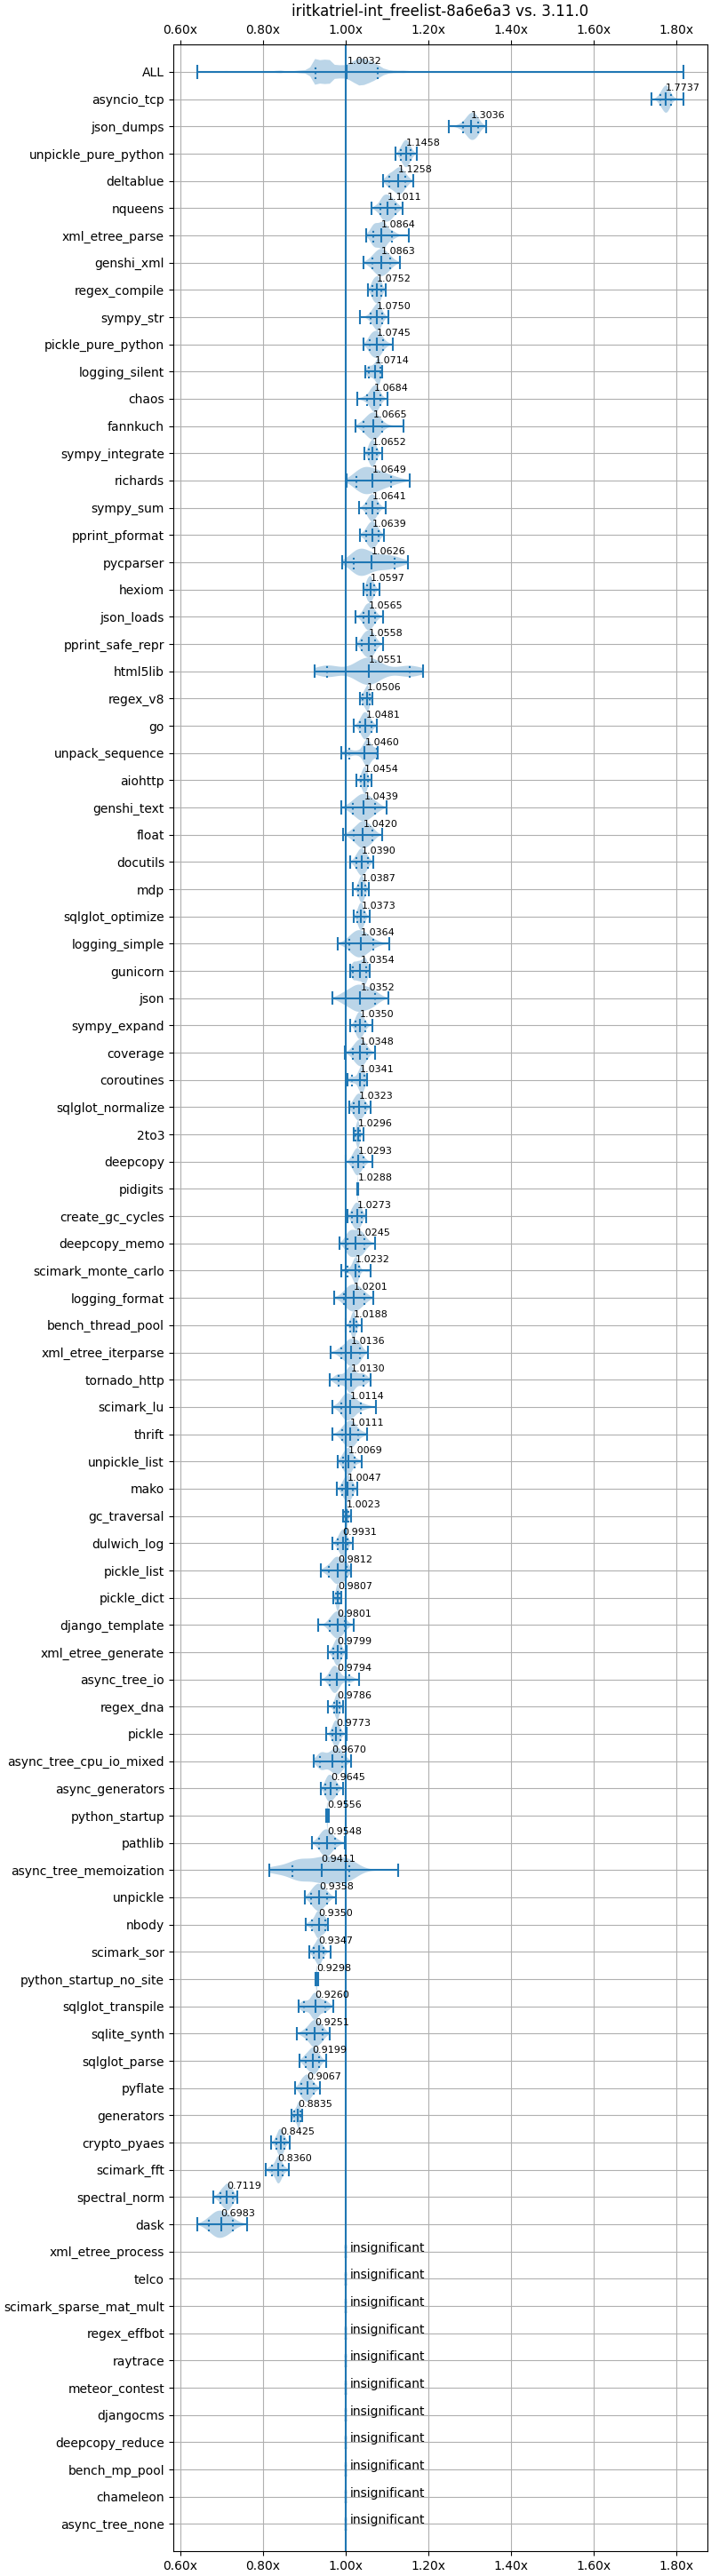 iritkatriel-int_freelist-8a6e6a3 vs. 3.11.0
0.60x 0.80x 1.00x 1.20x 1.40x 1.60x 1.80x
ALL 1.0032
asyncio_tcp 1.7737
json_dumps 1.3036
unpickle_pure_python 1.1458
deltablue 1.1258
nqueens 1.1011
xml_etree_parse 1.0864
genshi_xml 1.0863
regex_compile 1.0752
sympy_str 1.0750
pickle_pure_python 1.0745
logging_silent 1.0714
chaos 1.0684
fannkuch 1.0665
sympy_integrate 1.0652
richards 1.0649
sympy_sum 1.0641
pprint_pformat 1.0639
pycparser 1.0626
hexiom 1.0597
json_loads 1.0565
pprint_safe_repr 1.0558
html5lib 1.0551
regex_v8 1.0506
go 1.0481
unpack_sequence 1.0460
aiohttp 1.0454
genshi_text 1.0439
float 1.0420
docutils 1.0390
mdp 1.0387
sqlglot_optimize 1.0373
logging_simple 1.0364
gunicorn 1.0354
json 1.0352
sympy_expand 1.0350
coverage 1.0348
coroutines 1.0341
sqlglot_normalize 1.0323
2to3 1.0296
deepcopy 1.0293
pidigits 1.0288
create_gc_cycles 1.0273
deepcopy_memo 1.0245
scimark_monte_carlo 1.0232
logging_format 1.0201
bench_thread_pool 1.0188
xml_etree_iterparse 1.0136
tornado_http 1.0130
scimark_lu 1.0114
thrift 1.0111
unpickle_list 1.0069
mako 1.0047
gc_traversal 1.0023
dulwich_log 0.9931
pickle_list 0.9812
pickle_dict 0.9807
django_template 0.9801
xml_etree_generate 0.9799
async_tree_io 0.9794
regex_dna 0.9786
pickle 0.9773
async_tree_cpu_io_mixed 0.9670
async_generators 0.9645
python_startup 0.9556
pathlib 0.9548
async_tree_memoization 0.9411
unpickle 0.9358
nbody 0.9350
scimark_sor 0.9347
python_startup_no_site 0.9298
sqlglot_transpile 0.9260
sqlite_synth 0.9251
sqlglot_parse 0.9199
pyflate 0.9067
generators 0.8835
crypto_pyaes 0.8425
scimark_fft 0.8360
spectral_norm 0.7119
dask 0.6983
xml_etree_process insignificant
telco insignificant
scimark_sparse_mat_mult insignificant
regex_effbot insignificant
raytrace insignificant
meteor_contest insignificant
djangocms insignificant
deepcopy_reduce insignificant
bench_mp_pool insignificant
chameleon insignificant
async_tree_none insignificant
0.60x 0.80x 1.00x 1.20x 1.40x 1.60x 1.80x